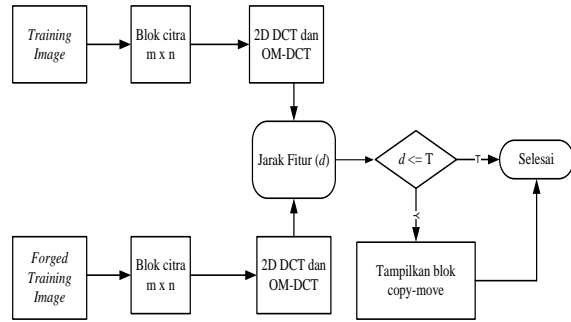 Training
Image
Blok citra
m x n
2D DCT dan
OM-DCT
Jarak Fitur (d)
d <= T
T
Selesai
Y
Forged
Training
Image
Blok citra
m x n
2D DCT dan
OM-DCT
Tampilkan blok
copy-move